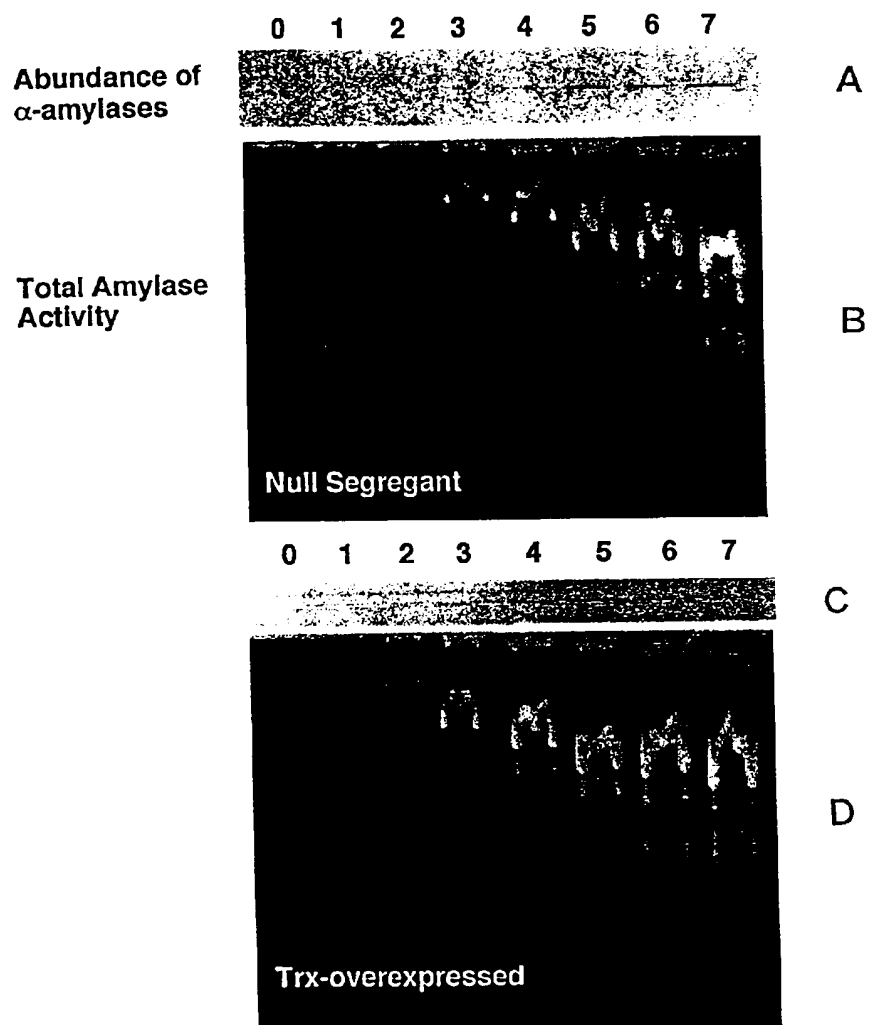 0 1 2 3 4 5 6 7
Abundance of
α-amylases
A
Total Amylase
Activity
B
Null Segregant
0 1 2 3 4 5 6 7
C
D
Trx-overexpressed